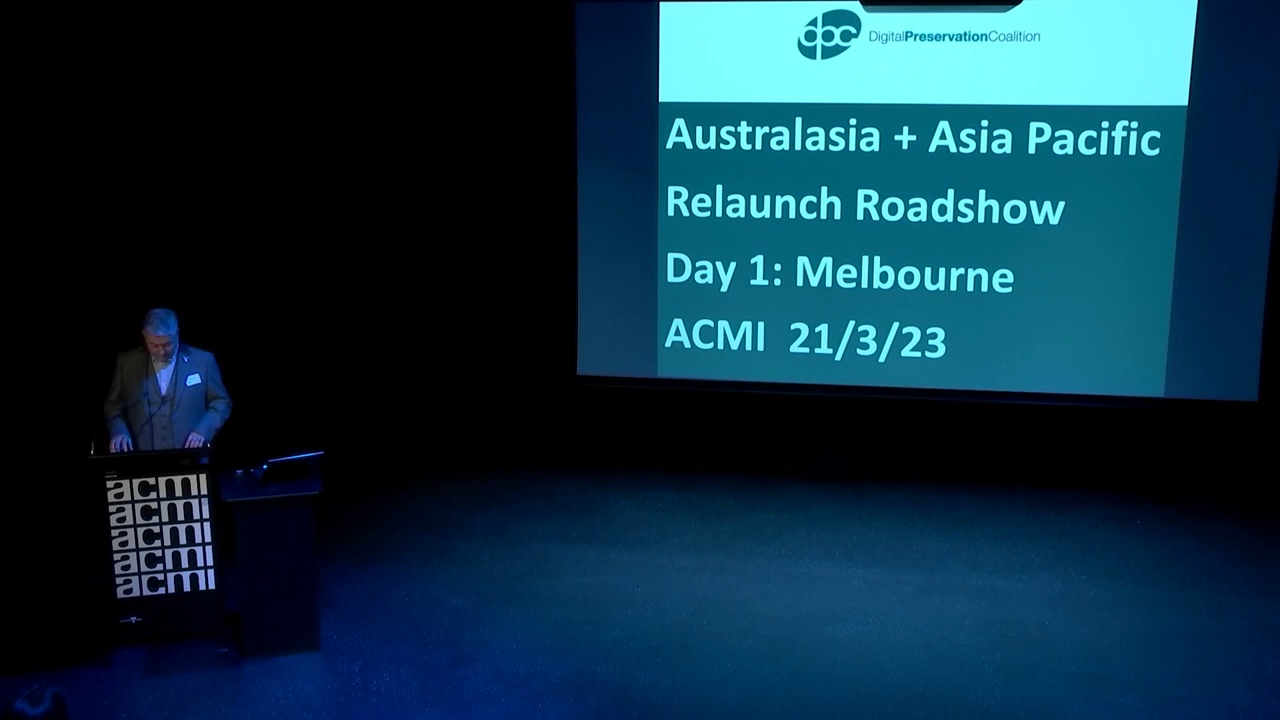 dpc DigitalPreservationCoalition
Australasia + Asia Pacific
Relaunch Roadshow
Day 1: Melbourne
ACMI 21/3/23
acmi
acmi
acmi
acmi
acmi